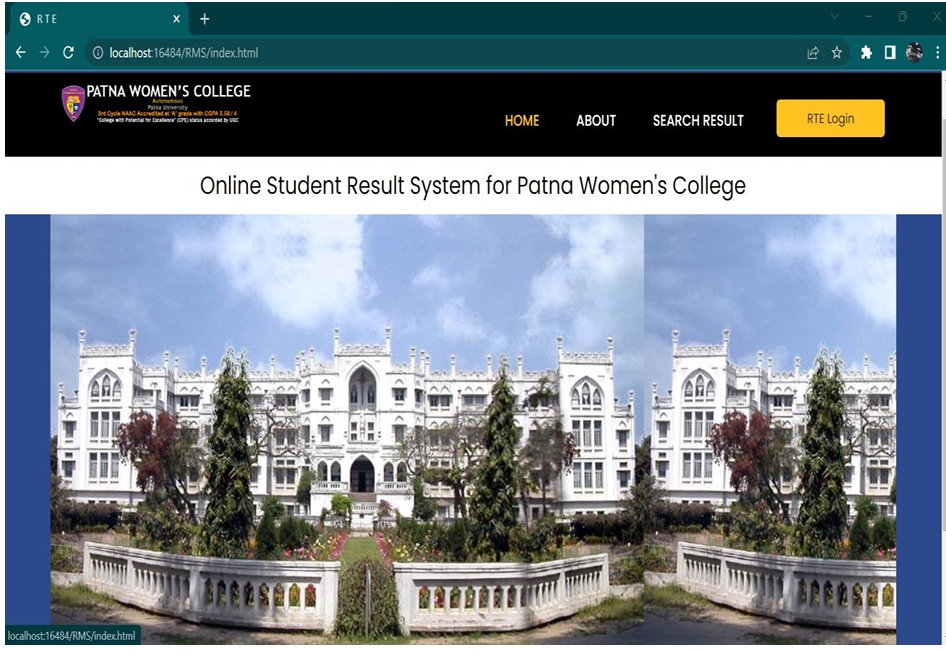 RTE
localhost:16484/RMS/index.html
PATNA WOMEN'S COLLEGE
Autonomous
Patna University
3rd Cycle NAAC Accredited at 'A' grade with CGPA 3.58 / 4
"College with Potential for Excellence" (CPE) status accorded by UGC
HOME ABOUT SEARCH RESULT RTE Login
Online Student Result System for Patna Women's College
localhost:16484/RMS/index.html